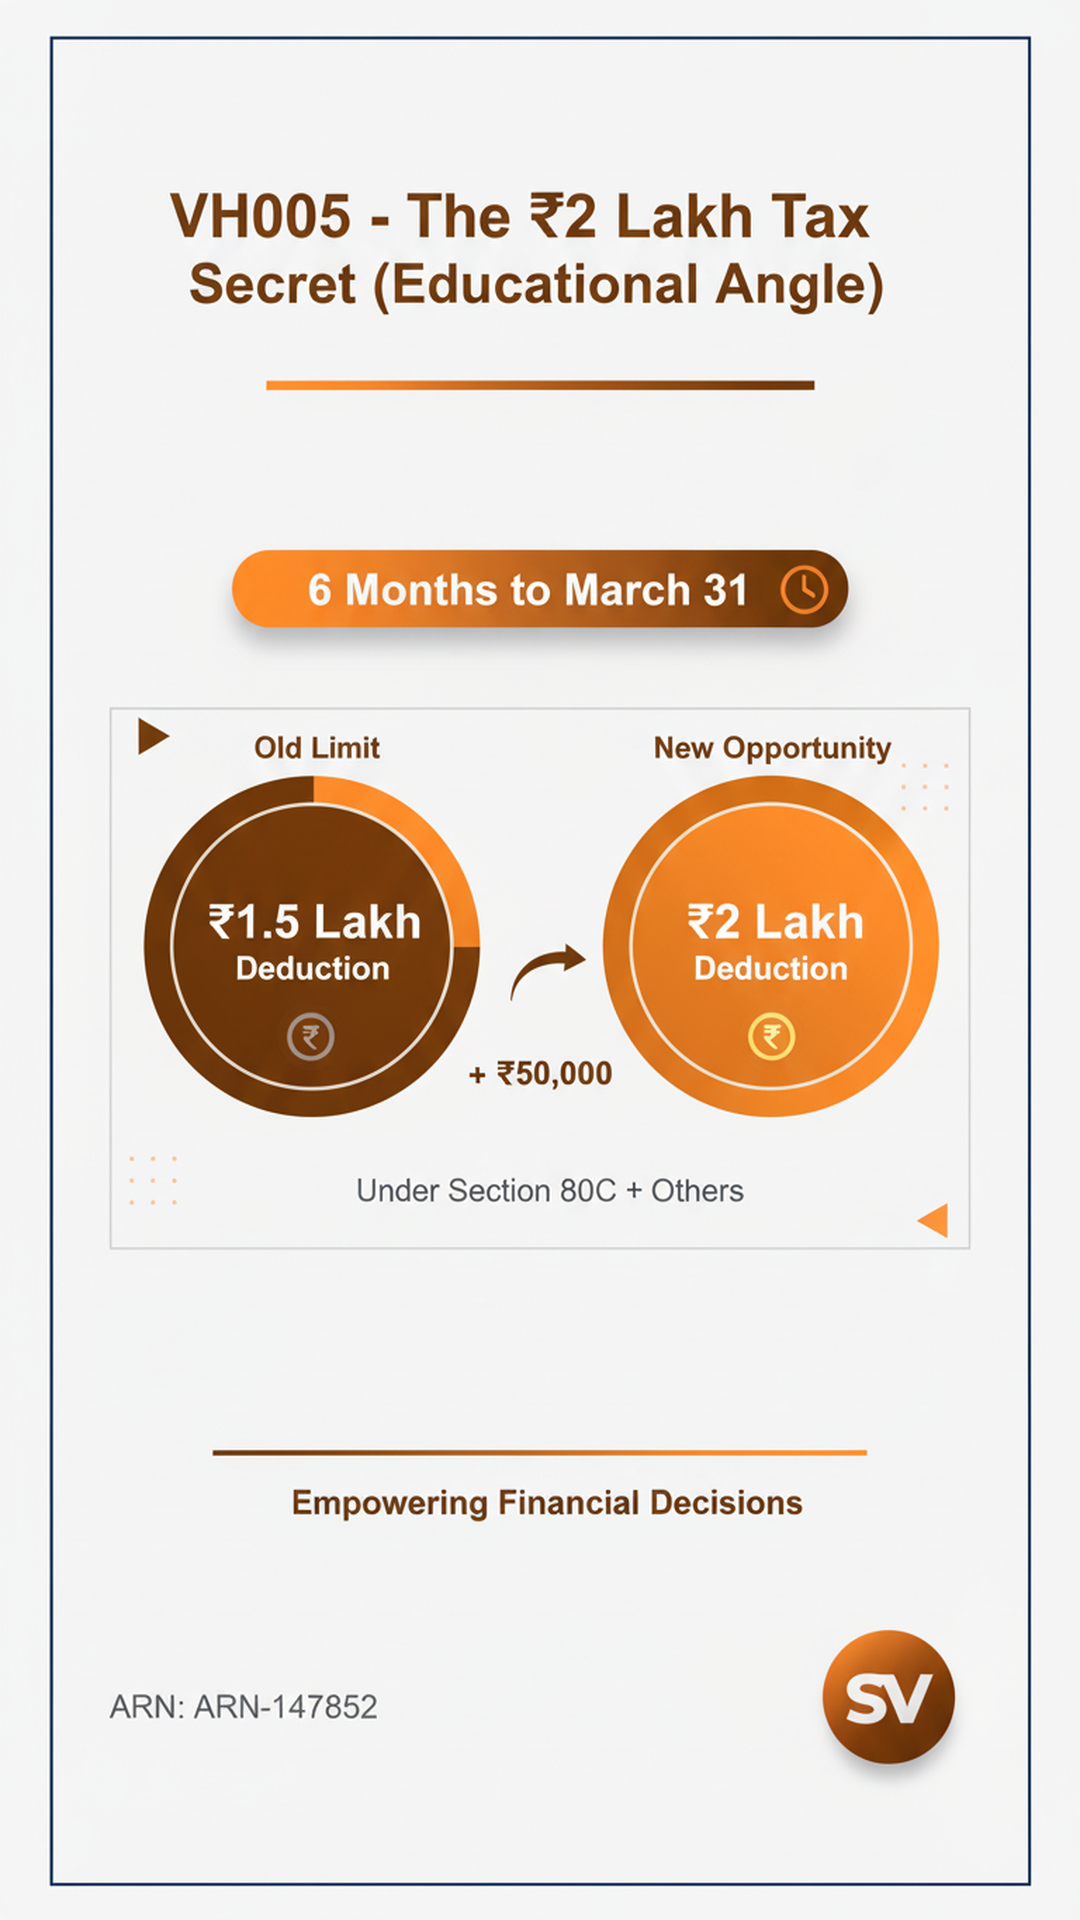 VH005 - The ₹2 Lakh Tax
Secret (Educational Angle)
6 Months to March 31
Old Limit
New Opportunity
₹1.5 Lakh
Deduction
₹
+ ₹50,000
₹2 Lakh
Deduction
₹
Under Section 80C + Others
Empowering Financial Decisions
ARN: ARN-147852
SV